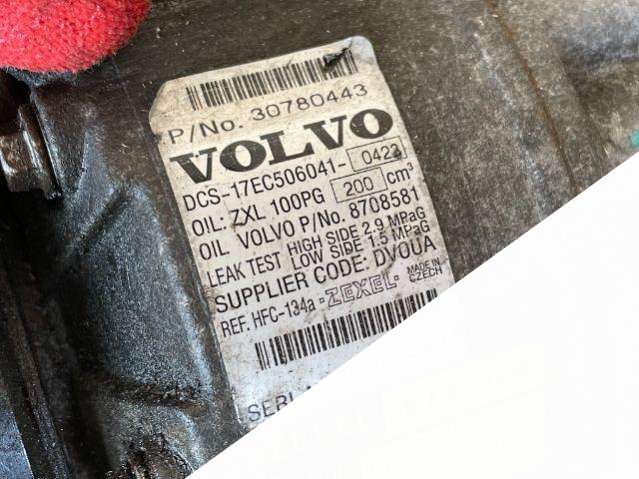 P/No. 30780443
VOLVO
DCS-17EC506041- 0423
OIL: ZXL 100PG 200 cm³
OIL VOLVO P/No. 8708581
LEAK TEST HIGH SIDE 2.9 MPaG
LOW SIDE 1.5 MPaG
SUPPLIER CODE: DV0UA
REF. HFC-134a ZEXEL MADE IN CZECH